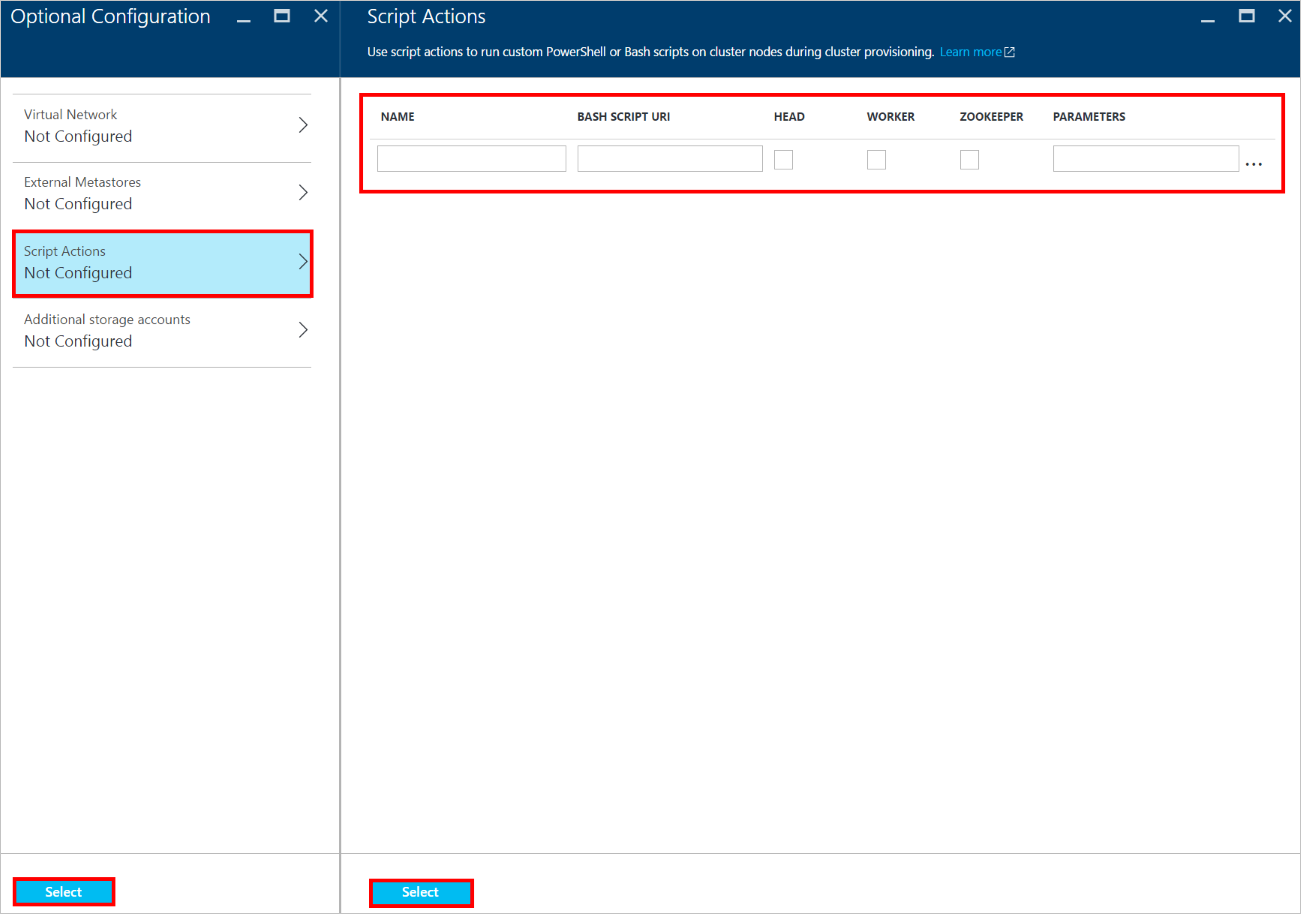 Optional Configuration
Virtual Network
Not Configured
External Metastores
Not Configured
Script Actions
Not Configured
Additional storage accounts
Not Configured
Select
Script Actions
Use script actions to run custom PowerShell or Bash scripts on cluster nodes during cluster provisioning. Learn more
NAME BASH SCRIPT URI HEAD WORKER ZOOKEEPER PARAMETERS
...
Select